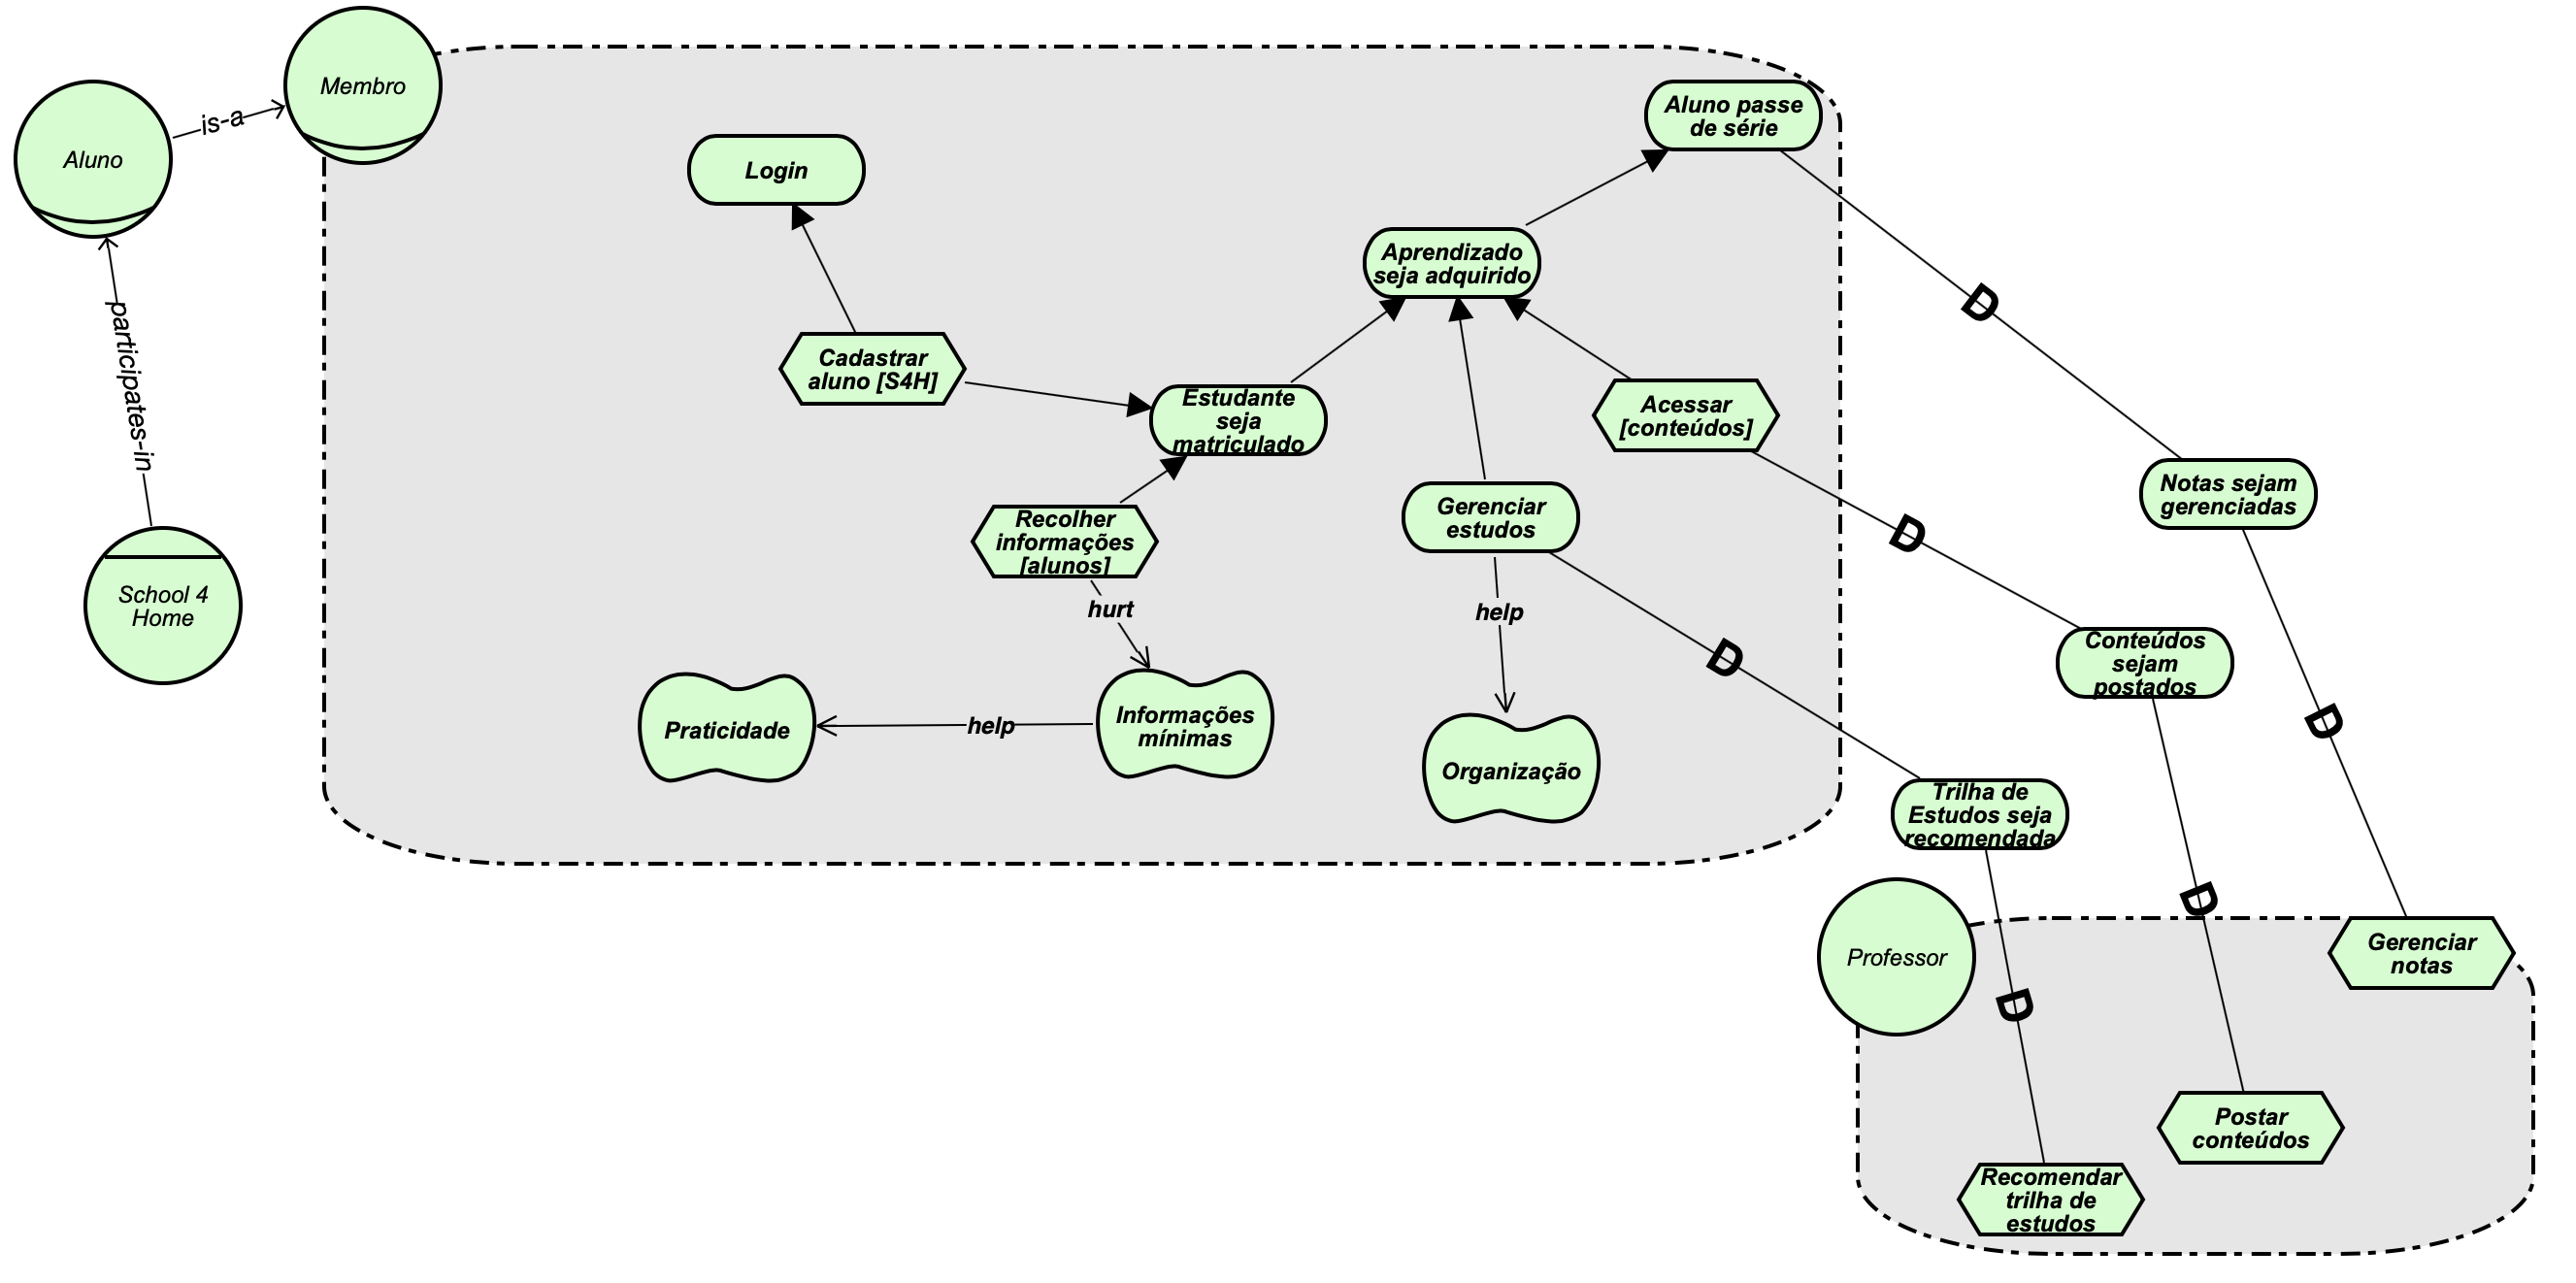 Membro
Aluno
is-a
participates-in
School 4
Home
Login
Aluno passe
de série
Aprendizado
seja adquirido
Cadastrar
aluno [S4H]
Estudante
seja
matriculado
Acessar
[conteúdos]
Recolher
informações
[alunos]
Gerenciar
estudos
hurt
help
Praticidade
help
Informações
mínimas
Organização
D
D
D
Notas sejam
gerenciadas
Conteúdos
sejam
postados
D
Trilha de
Estudos seja
recomendada
D
D
Professor
Gerenciar
notas
Postar
conteúdos
Recomendar
trilha de
estudos